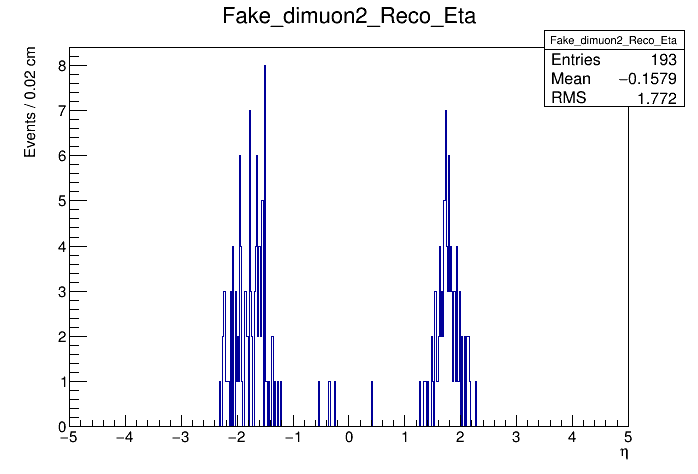 Fake_dimuon2_Reco_Eta
Fake_dimuon2_Reco_Eta
Entries 193
Mean −0.1579
RMS 1.772
Events / 0.02 cm
8
7
6
5
4
3
2
1
0
−5 −4 −3 −2 −1 0 1 2 3 4 5
η